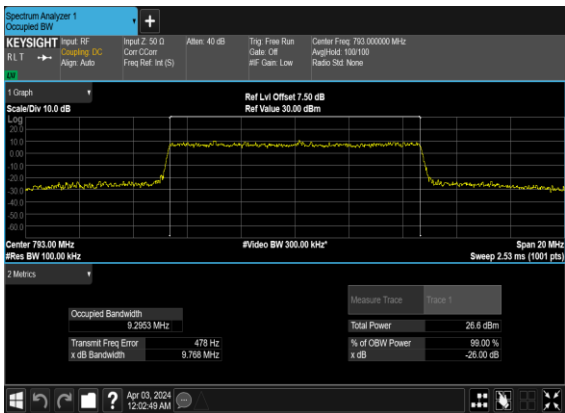 Spectrum Analyzer 1
Occupied BW
KEYSIGHT
R L T
LV
Input: RF
Coupling: DC
Align: Auto
Input Z: 50 Ω
Corr CCorr
Freq Ref: Int (S)
Atten: 40 dB
Trig: Free Run
Gate: Off
#IF Gain: Low
Center Freq: 793.000000 MHz
Avg|Hold: 100/100
Radio Std: None
1 Graph
Scale/Div 10.0 dB
Ref Lvl Offset 7.50 dB
Ref Value 30.00 dBm
Log
20.0
10.0
0.00
-10.0
-20.0
-30.0
-40.0
-50.0
-60.0
Center 793.00 MHz
#Res BW 100.00 kHz
#Video BW 300.00 kHz*
Span 20 MHz
Sweep 2.53 ms (1001 pts)
2 Metrics
Measure Trace Trace 1
Occupied Bandwidth
9.2953 MHz
Total Power 26.6 dBm
Transmit Freq Error 478 Hz
% of OBW Power 99.00 %
x dB Bandwidth 9.768 MHz
x dB -26.00 dB
Apr 03, 2024
12:02:49 AM